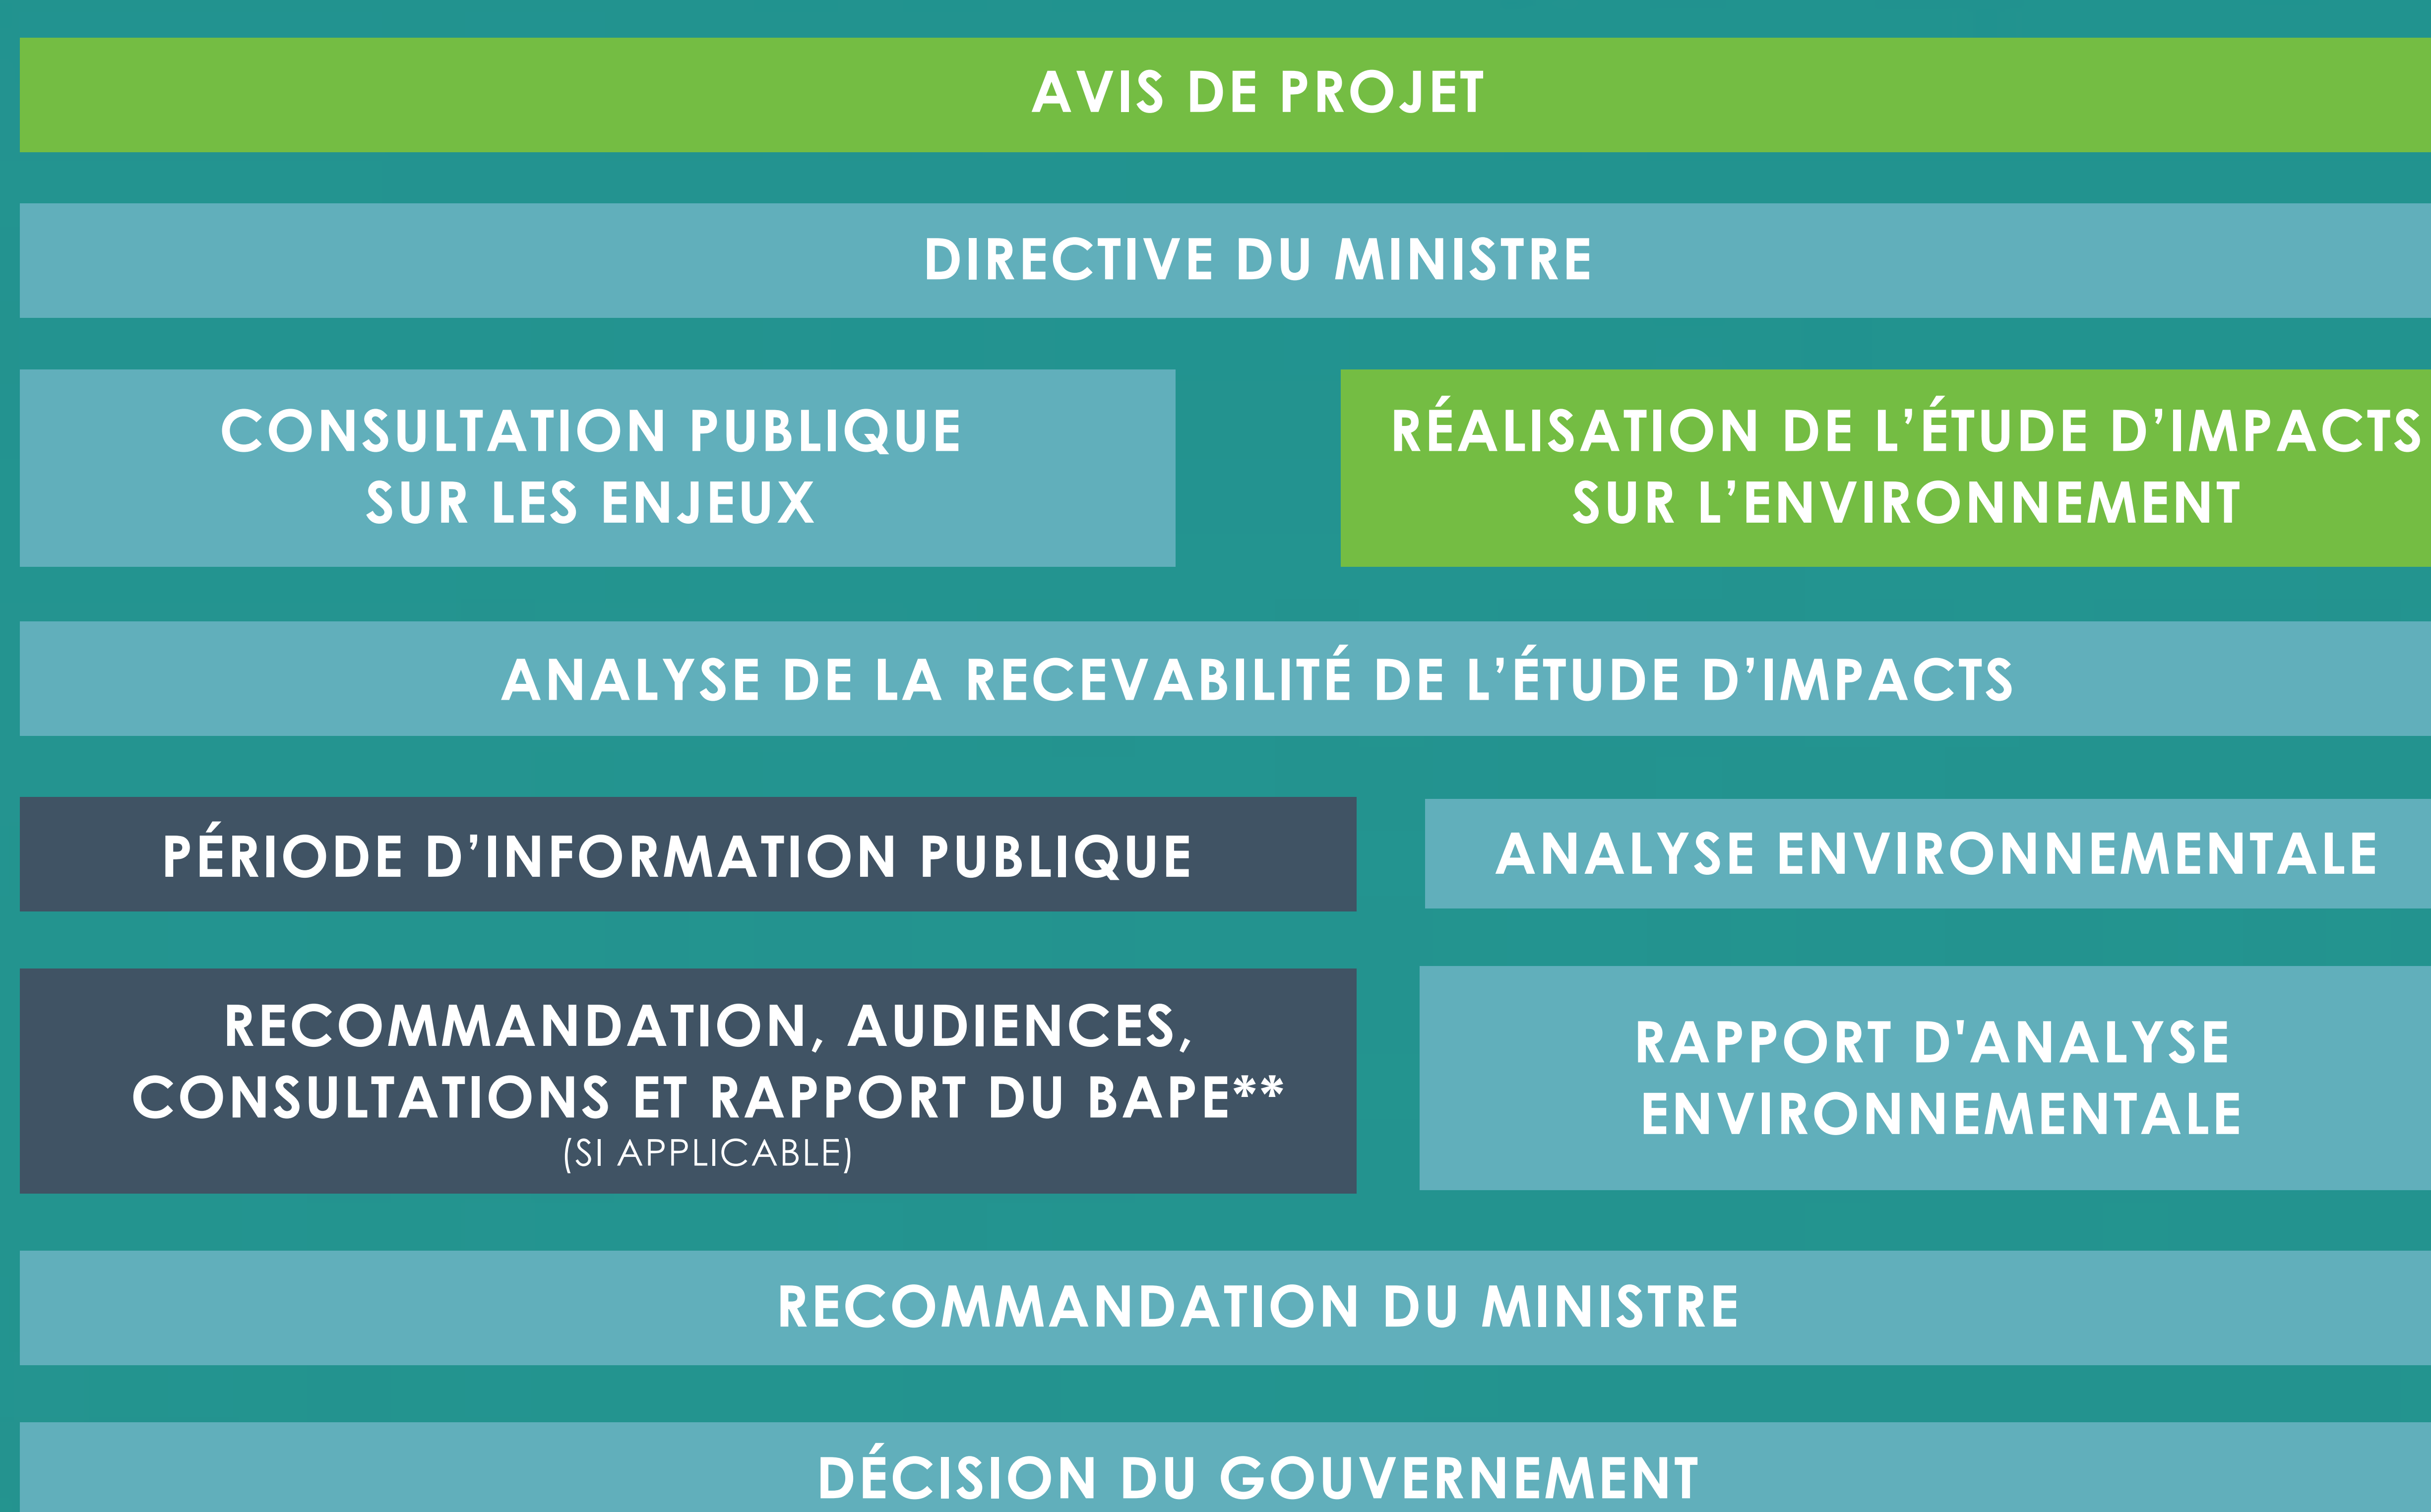 AVIS DE PROJET
DIRECTIVE DU MINISTRE
CONSULTATION PUBLIQUE
SUR LES ENJEUX
RÉALISATION DE L’ÉTUDE D’IMPACTS
SUR L’ENVIRONNEMENT
ANALYSE DE LA RECEVABILITÉ DE L’ÉTUDE D’IMPACTS
PÉRIODE D’INFORMATION PUBLIQUE
ANALYSE ENVIRONNEMENTALE
RECOMMANDATION, AUDIENCES,
CONSULTATIONS ET RAPPORT DU BAPE**
(SI APPLICABLE)
RAPPORT D'ANALYSE
ENVIRONNEMENTALE
RECOMMANDATION DU MINISTRE
DÉCISION DU GOUVERNEMENT